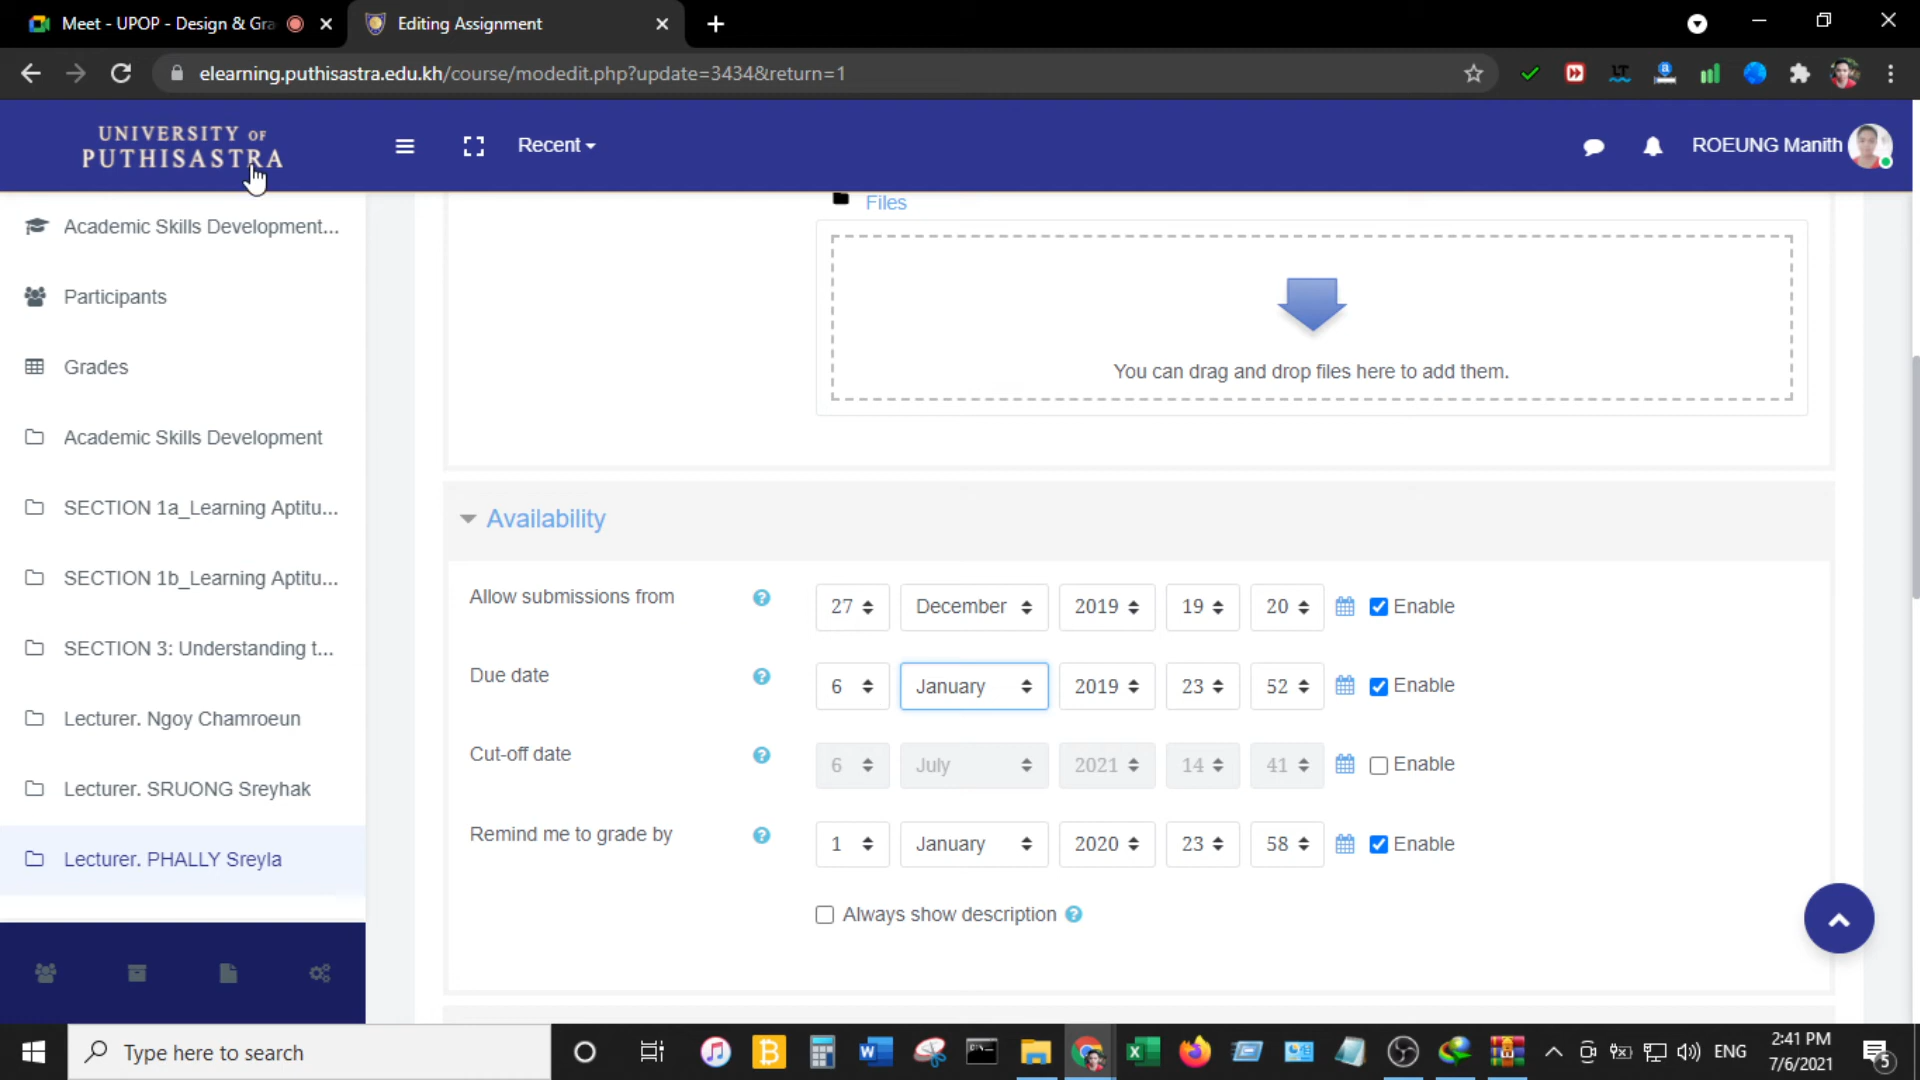 Meet - UPOP - Design & Gra
Editing Assignment
elearning.puthisastra.edu.kh/course/modedit.php?update=3434&return=1
UNIVERSITY OF
PUTHISASTRA
Recent
ROEUNG Manith
Academic Skills Development...
Participants
Grades
Academic Skills Development
SECTION 1a_Learning Aptitu...
SECTION 1b_Learning Aptitu...
SECTION 3: Understanding t...
Lecturer. Ngoy Chamroeun
Lecturer. SRUONG Sreyhak
Lecturer. PHALLY Sreyla
Files
You can drag and drop files here to add them.
Availability
Allow submissions from 27 December 2019 19 20 Enable
Due date 6 January 2019 23 52 Enable
Cut-off date 6 July 2021 14 41 Enable
Remind me to grade by 1 January 2020 23 58 Enable
Always show description
Type here to search
ENG
2:41 PM
7/6/2021
5